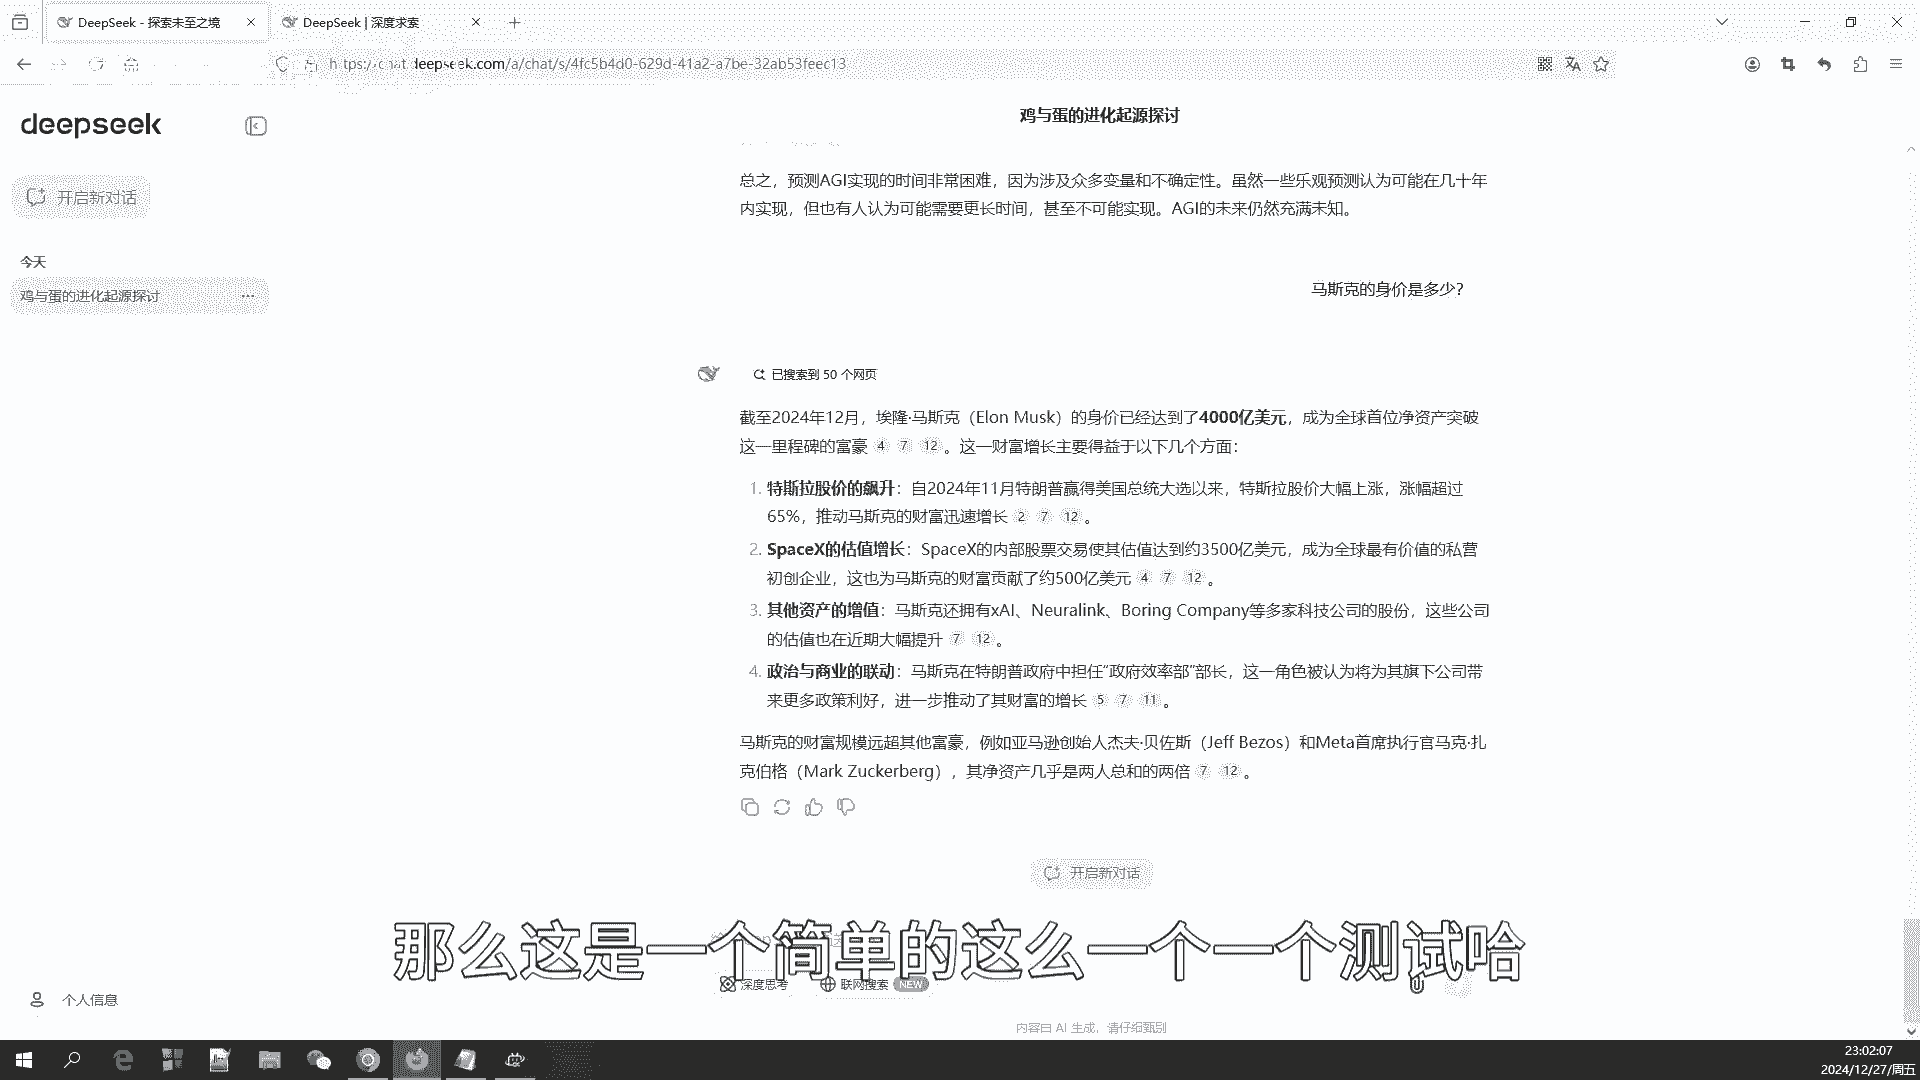 DeepSeek - 探索未至之境
DeepSeek | 深度求索
https://chat.deepseek.com/a/chat/s/4fc5b4d0-629d-41a2-a7be-32ab53feec13
deepseek
鸡与蛋的进化起源探讨
开启新对话
今天
鸡与蛋的进化起源探讨
总之，预测AGI实现的时间非常困难，因为涉及众多变量和不确定性。虽然一些乐观预测认为可能在几十年
内实现，但也有人认为可能需要更长时间，甚至不可能实现。AGI的未来仍然充满未知。
马斯克的身价是多少？
已搜索到 50 个网页
截至2024年12月，埃隆·马斯克（Elon Musk）的身价已经达到了4000亿美元，成为全球首位净资产突破
这一里程碑的富豪 4 7 12 。这一财富增长主要得益于以下几个方面：
1. 特斯拉股价的飙升：自2024年11月特朗普赢得美国总统大选以来，特斯拉股价大幅上涨，涨幅超过
65%，推动马斯克的财富迅速增长 2 7 12 。
2. SpaceX的估值增长：SpaceX的内部股票交易使其估值达到约3500亿美元，成为全球最有价值的私营
初创企业，这也为马斯克的财富贡献了约500亿美元 4 7 12 。
3. 其他资产的增值：马斯克还拥有xAI、Neuralink、Boring Company等多家科技公司的股份，这些公司
的估值也在近期大幅提升 7 12 。
4. 政治与商业的联动：马斯克在特朗普政府中担任“政府效率部”部长，这一角色被认为将为其旗下公司带
来更多政策利好，进一步推动了其财富的增长 5 7 11 。
马斯克的财富规模远超其他富豪，例如亚马逊创始人杰夫·贝佐斯（Jeff Bezos）和Meta首席执行官马克·扎
克伯格（Mark Zuckerberg），其净资产几乎是两人总和的两倍 7 12 。
开启新对话
那么这是一个简单的这么一个一个测试哈
深度思考 联网搜索 NEW
个人信息
内容由 AI 生成，请仔细甄别
23:02:07
2024/12/27/周五